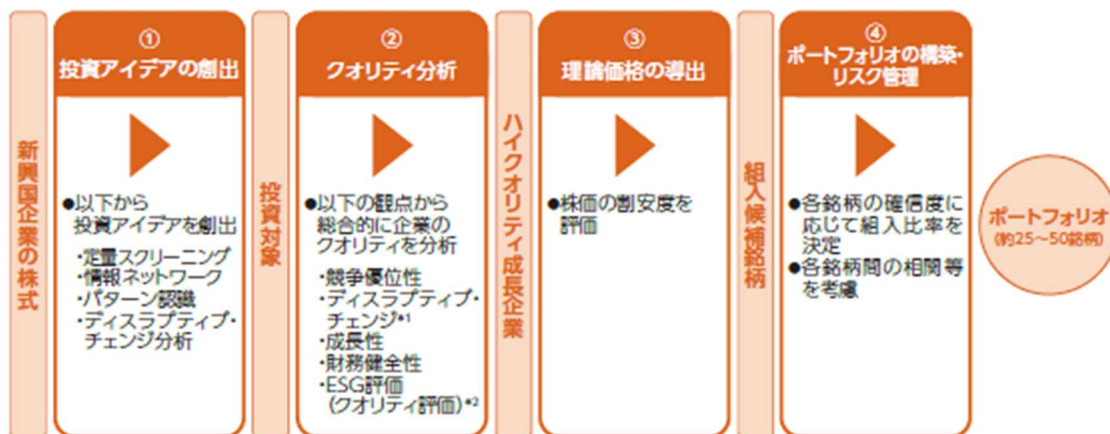 新興国企業の株式
①
投資アイデアの創出
●以下から
投資アイデアを創出
・定量スクリーニング
・情報ネットワーク
・パターン認識
・ディスラプティブ・
チェンジ分析
投資対象
②
クオリティ分析
●以下の観点から
総合的に企業の
クオリティを分析
・競争優位性
・ディスラプティブ・
チェンジ*1
・成長性
・財務健全性
・ESG評価
（クオリティ評価）*2
ハイクオリティ成長企業
③
理論価格の導出
●株価の割安度を
評価
組入候補銘柄
④
ポートフォリオの構築・
リスク管理
●各銘柄の確信度に
応じて組入比率を
決定
●各銘柄間の相関等
を考慮
ポートフォリオ
(約25～50銘柄)